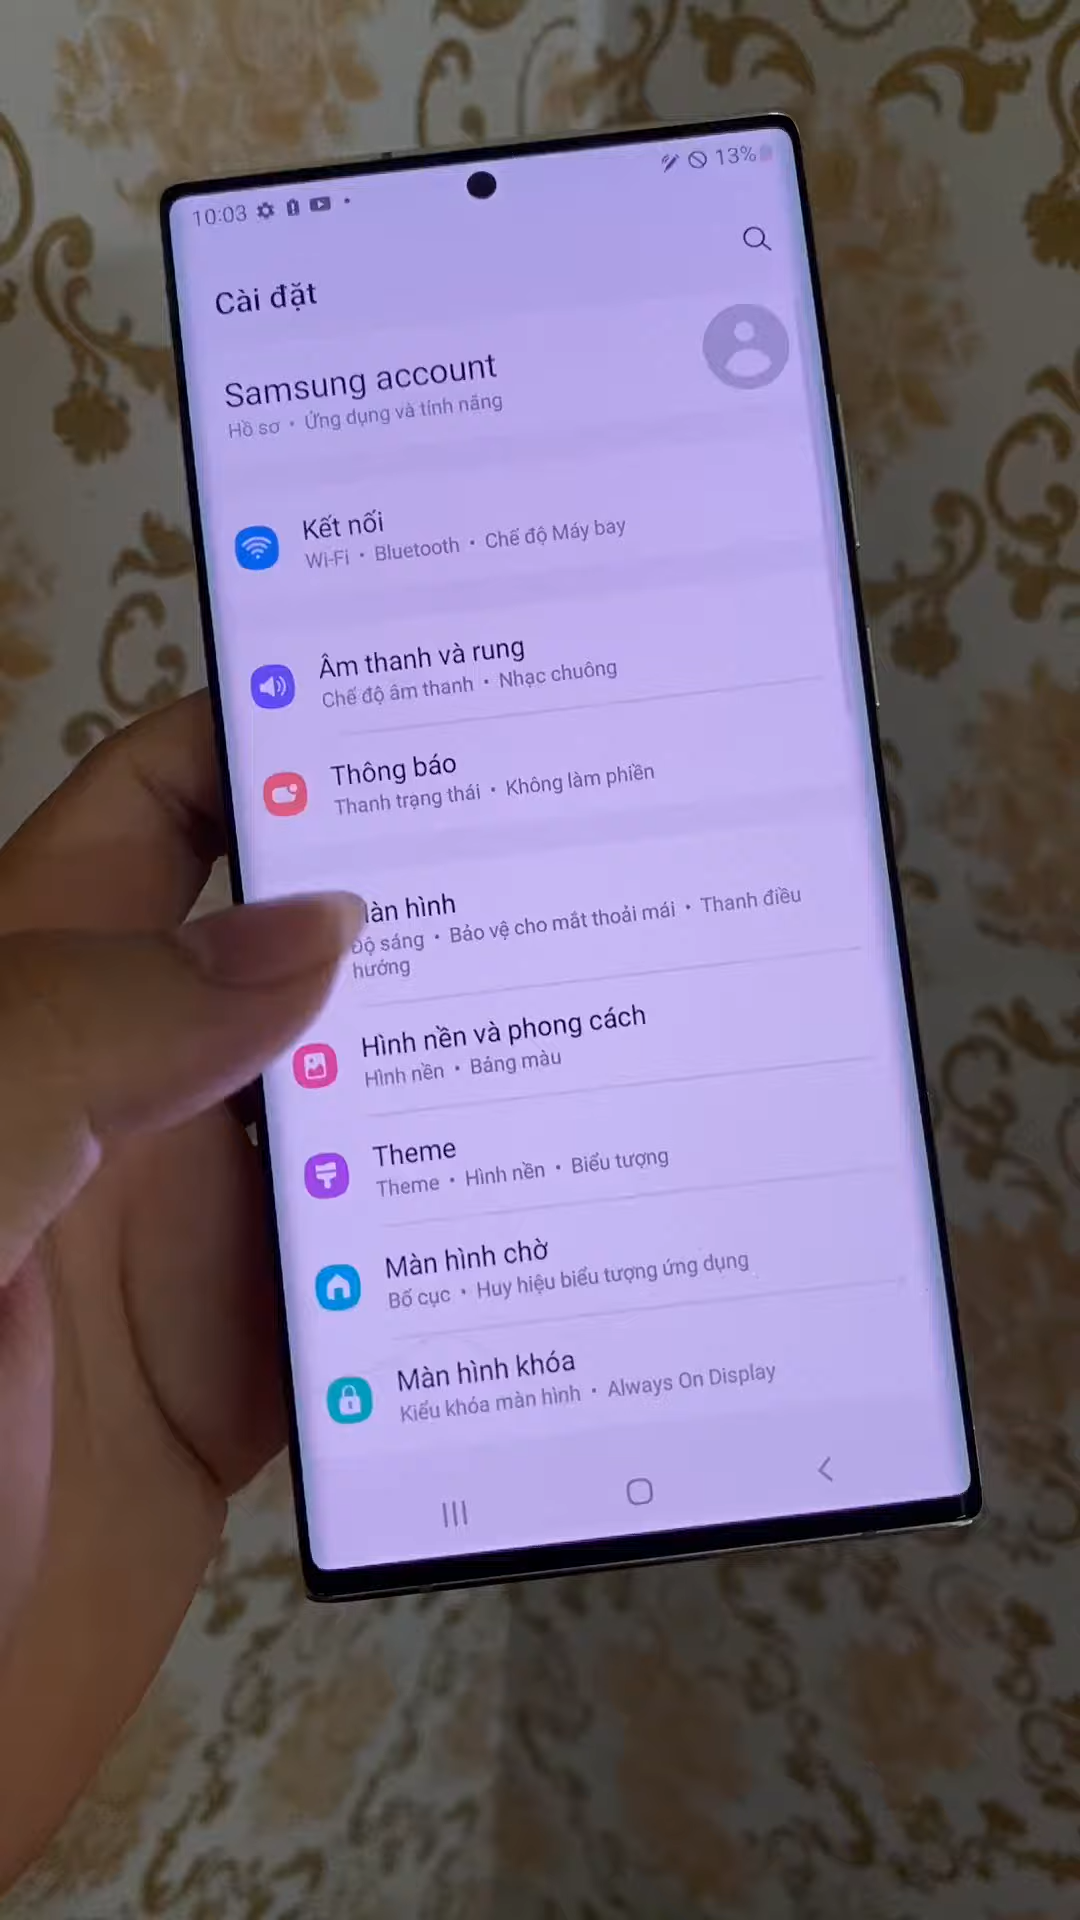 10:03
13%
Cài đặt
Samsung account
Hồ sơ • Ứng dụng và tính năng
Kết nối
Wi-Fi • Bluetooth • Chế độ Máy bay
Âm thanh và rung
Chế độ âm thanh • Nhạc chuông
Thông báo
Thanh trạng thái • Không làm phiền
àn hình
Độ sáng • Bảo vệ cho mắt thoải mái • Thanh điều
hướng
Hình nền và phong cách
Hình nền • Bảng màu
Theme
Theme • Hình nền • Biểu tượng
Màn hình chờ
Bố cục • Huy hiệu biểu tượng ứng dụng
Màn hình khóa
Kiểu khóa màn hình • Always On Display